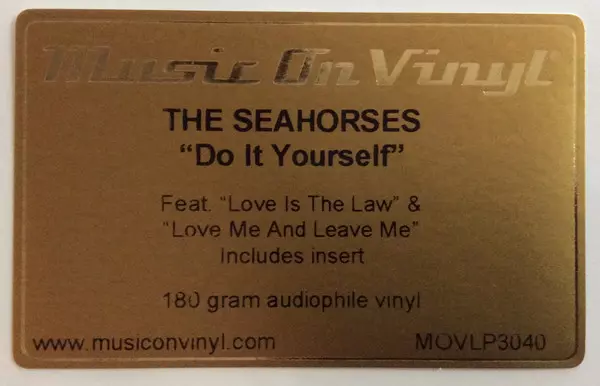 Music On Vinyl
THE SEAHORSES
“Do It Yourself”
Feat. “Love Is The Law” &
“Love Me And Leave Me”
Includes insert
180 gram audiophile vinyl
www.musiconvinyl.com
MOVLP3040